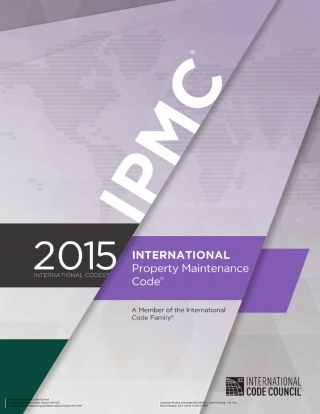 IPMC®
2015
INTERNATIONAL CODES®
INTERNATIONAL
Property Maintenance
Code®
A Member of the International
Code Family®
INTERNATIONAL
CODE COUNCIL®